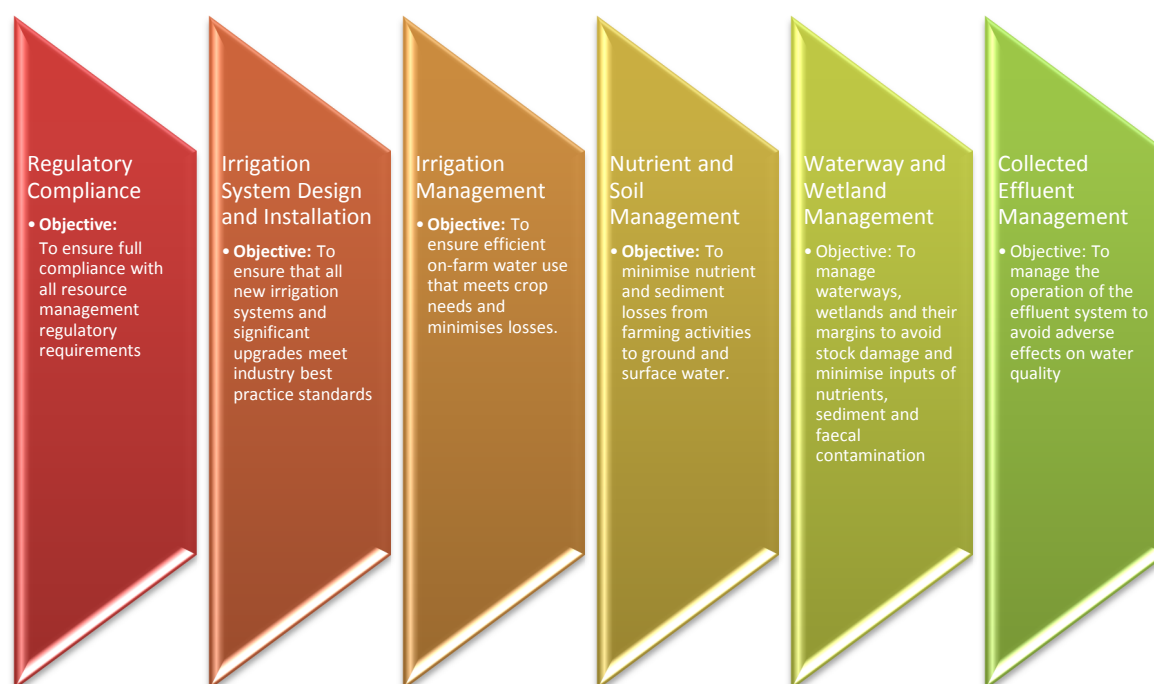 Regulatory
Compliance
• Objective:
To ensure full
compliance with
all resource
management
regulatory
requirements
Irrigation
System Design
and Installation
• Objective: To
ensure that all
new irrigation
systems and
significant
upgrades meet
industry best
practice standards
Irrigation
Management
• Objective: To
ensure efficient
on-farm water use
that meets crop
needs and
minimises losses.
Nutrient and
Soil
Management
• Objective: To
minimise nutrient
and sediment
losses from
farming activities
to ground and
surface water.
Waterway and
Wetland
Management
• Objective: To
manage
waterways,
wetlands and their
margins to avoid
stock damage and
minimise inputs of
nutrients,
sediment and
faecal
contamination
Collected
Effluent
Management
• Objective: To
manage the
operation of the
effluent system to
avoid adverse
effects on water
quality